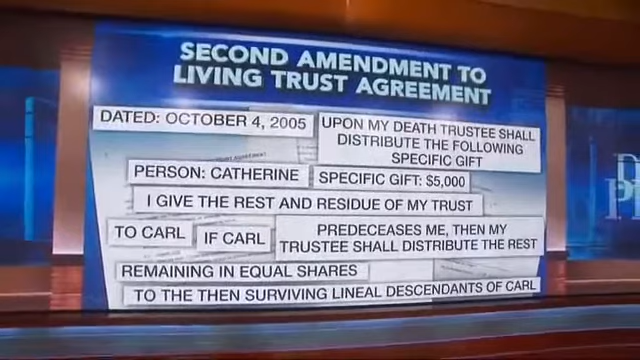 SECOND AMENDMENT TO
LIVING TRUST AGREEMENT
DATED: OCTOBER 4, 2005
UPON MY DEATH TRUSTEE SHALL
DISTRIBUTE THE FOLLOWING
SPECIFIC GIFT
PERSON: CATHERINE
SPECIFIC GIFT: $5,000
I GIVE THE REST AND RESIDUE OF MY TRUST
TO CARL
IF CARL
PREDECEASES ME, THEN MY
TRUSTEE SHALL DISTRIBUTE THE REST
REMAINING IN EQUAL SHARES
TO THE THEN SURVIVING LINEAL DESCENDANTS OF CARL